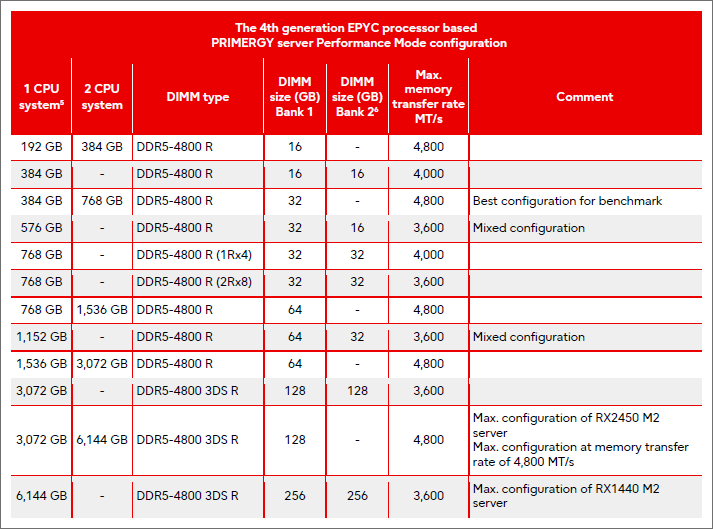 The 4th generation EPYC processor based
PRIMERGY server Performance Mode configuration
1 CPU system⁵ 2 CPU system DIMM type DIMM size (GB) Bank 1 DIMM size (GB) Bank 2⁶ Max. memory transfer rate MT/s Comment
192 GB 384 GB DDR5-4800 R 16 - 4,800
384 GB - DDR5-4800 R 16 16 4,000
384 GB 768 GB DDR5-4800 R 32 - 4,800 Best configuration for benchmark
576 GB - DDR5-4800 R 32 16 3,600 Mixed configuration
768 GB - DDR5-4800 R (1Rx4) 32 32 4,000
768 GB - DDR5-4800 R (2Rx8) 32 32 3,600
768 GB 1,536 GB DDR5-4800 R 64 - 4,800
1,152 GB - DDR5-4800 R 64 32 3,600 Mixed configuration
1,536 GB 3,072 GB DDR5-4800 R 64 - 4,800
3,072 GB - DDR5-4800 3DS R 128 128 3,600
3,072 GB 6,144 GB DDR5-4800 3DS R 128 - 4,800 Max. configuration of RX2450 M2
server
Max. configuration at memory transfer
rate of 4,800 MT/s
6,144 GB - DDR5-4800 3DS R 256 256 3,600 Max. configuration of RX1440 M2
server